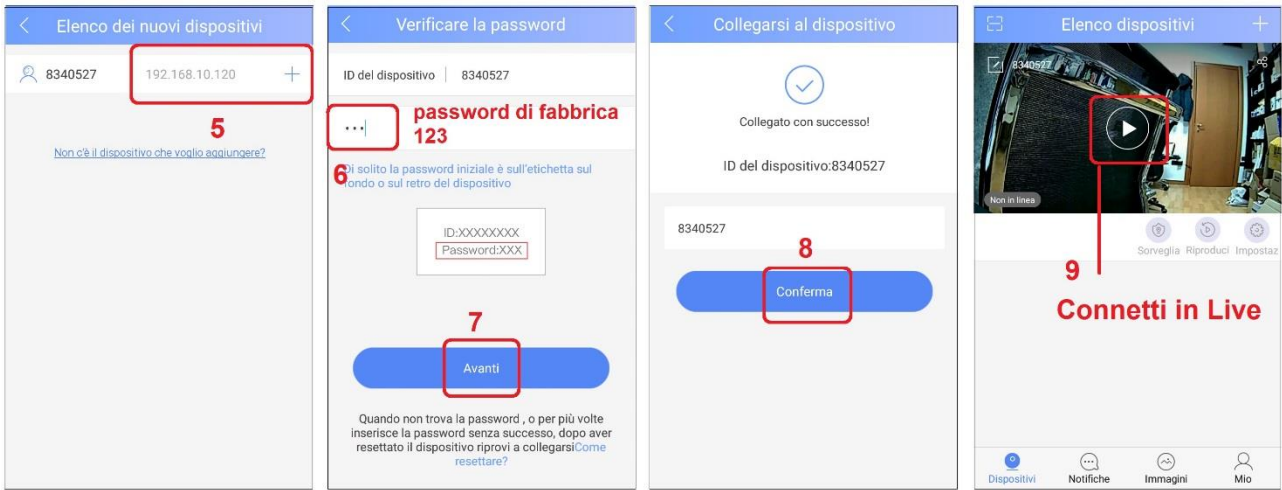 Elenco dei nuovi dispositivi
8340527
192.168.10.120
5
Non c'è il dispositivo che voglio aggiungere?
Verificare la password
ID del dispositivo
8340527
•••
password di fabbrica
123
6
Di solito la password iniziale è sull'etichetta sul
fondo o sul retro del dispositivo
ID:XXXXXXXX
Password:XXX
7
Avanti
Quando non trova la password , o per più volte
inserisce la password senza successo, dopo aver
resettato il dispositivo riprovi a collegarsiCome
resettare?
Collegarsi al dispositivo
Collegato con successo!
ID del dispositivo:8340527
8340527
8
Conferma
Elenco dispositivi
8340527
Non in linea
Sorveglia Riproduci Impostaz
9
Connetti in Live
Dispositivi Notifiche Immagini Mio